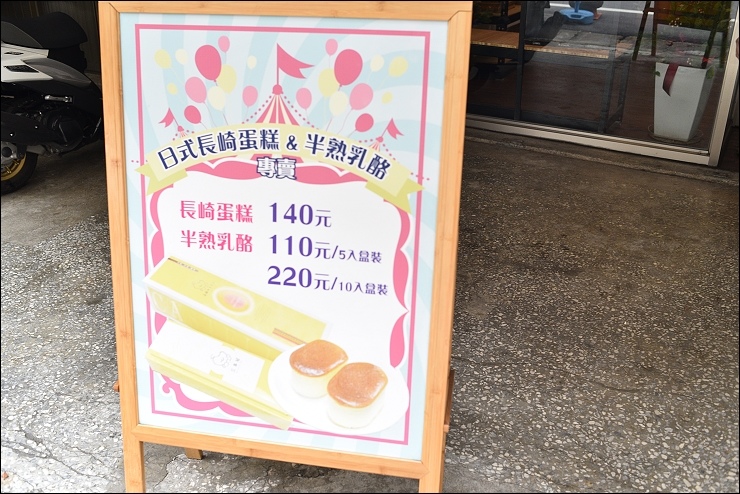 日式長崎蛋糕 & 半熟乳酪
專賣
長崎蛋糕 140元
半熟乳酪 110元/5入盒裝
220元/10入盒裝